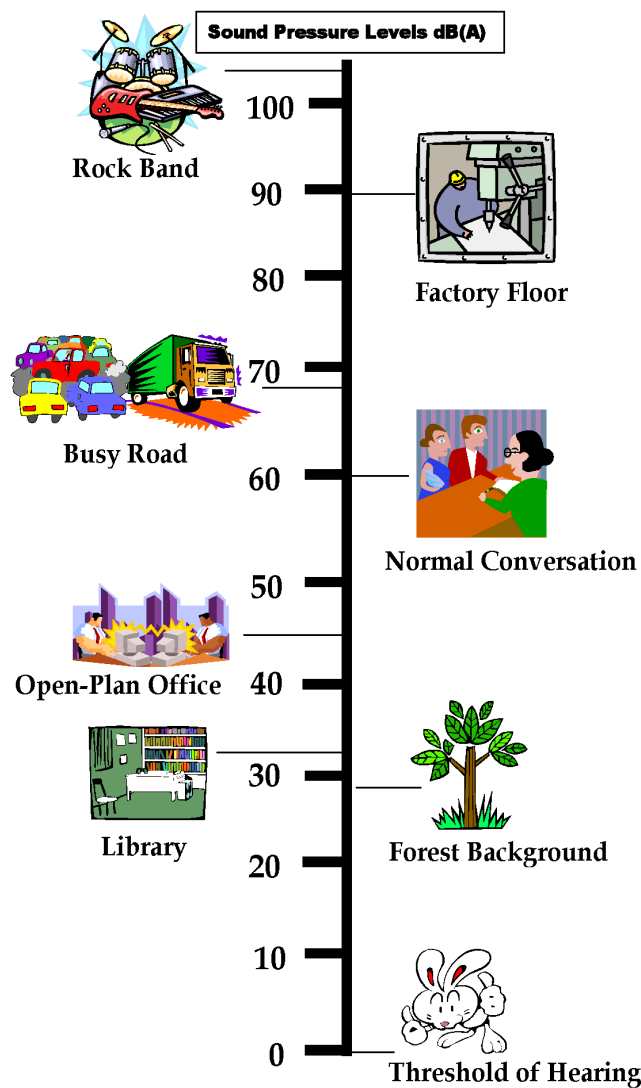 Sound Pressure Levels dB(A)
100
Rock Band
90
80
Factory Floor
70
Busy Road
60
Normal Conversation
50
Open-Plan Office
40
30
Library
Forest Background
20
10
0
Threshold of Hearing